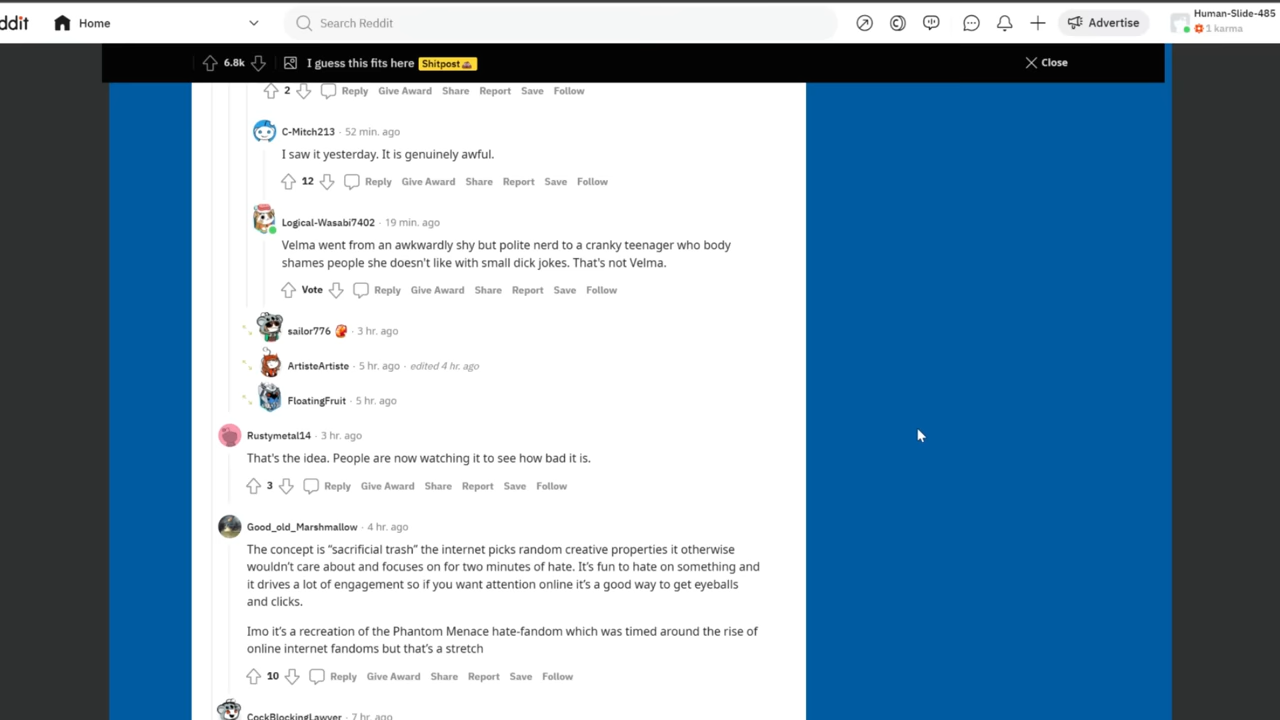 ddit Home Search Reddit Advertise Human-Slide-485
1 karma
6.8k I guess this fits here Shitpost Close
2 Reply Give Award Share Report Save Follow
C-Mitch213 · 52 min. ago
I saw it yesterday. It is genuinely awful.
12 Reply Give Award Share Report Save Follow
Logical-Wasabi7402 · 19 min. ago
Velma went from an awkwardly shy but polite nerd to a cranky teenager who body
shames people she doesn't like with small dick jokes. That's not Velma.
Vote Reply Give Award Share Report Save Follow
sailor776 · 3 hr. ago
ArtisteArtiste · 5 hr. ago · edited 4 hr. ago
FloatingFruit · 5 hr. ago
Rustymetal14 · 3 hr. ago
That's the idea. People are now watching it to see how bad it is.
3 Reply Give Award Share Report Save Follow
Good_old_Marshmallow · 4 hr. ago
The concept is “sacrificial trash” the internet picks random creative properties it otherwise
wouldn’t care about and focuses on for two minutes of hate. It’s fun to hate on something and
it drives a lot of engagement so if you want attention online it’s a good way to get eyeballs
and clicks.
Imo it’s a recreation of the Phantom Menace hate-fandom which was timed around the rise of
online internet fandoms but that’s a stretch
10 Reply Give Award Share Report Save Follow
CockBlockingLawyer · 7 hr. ago